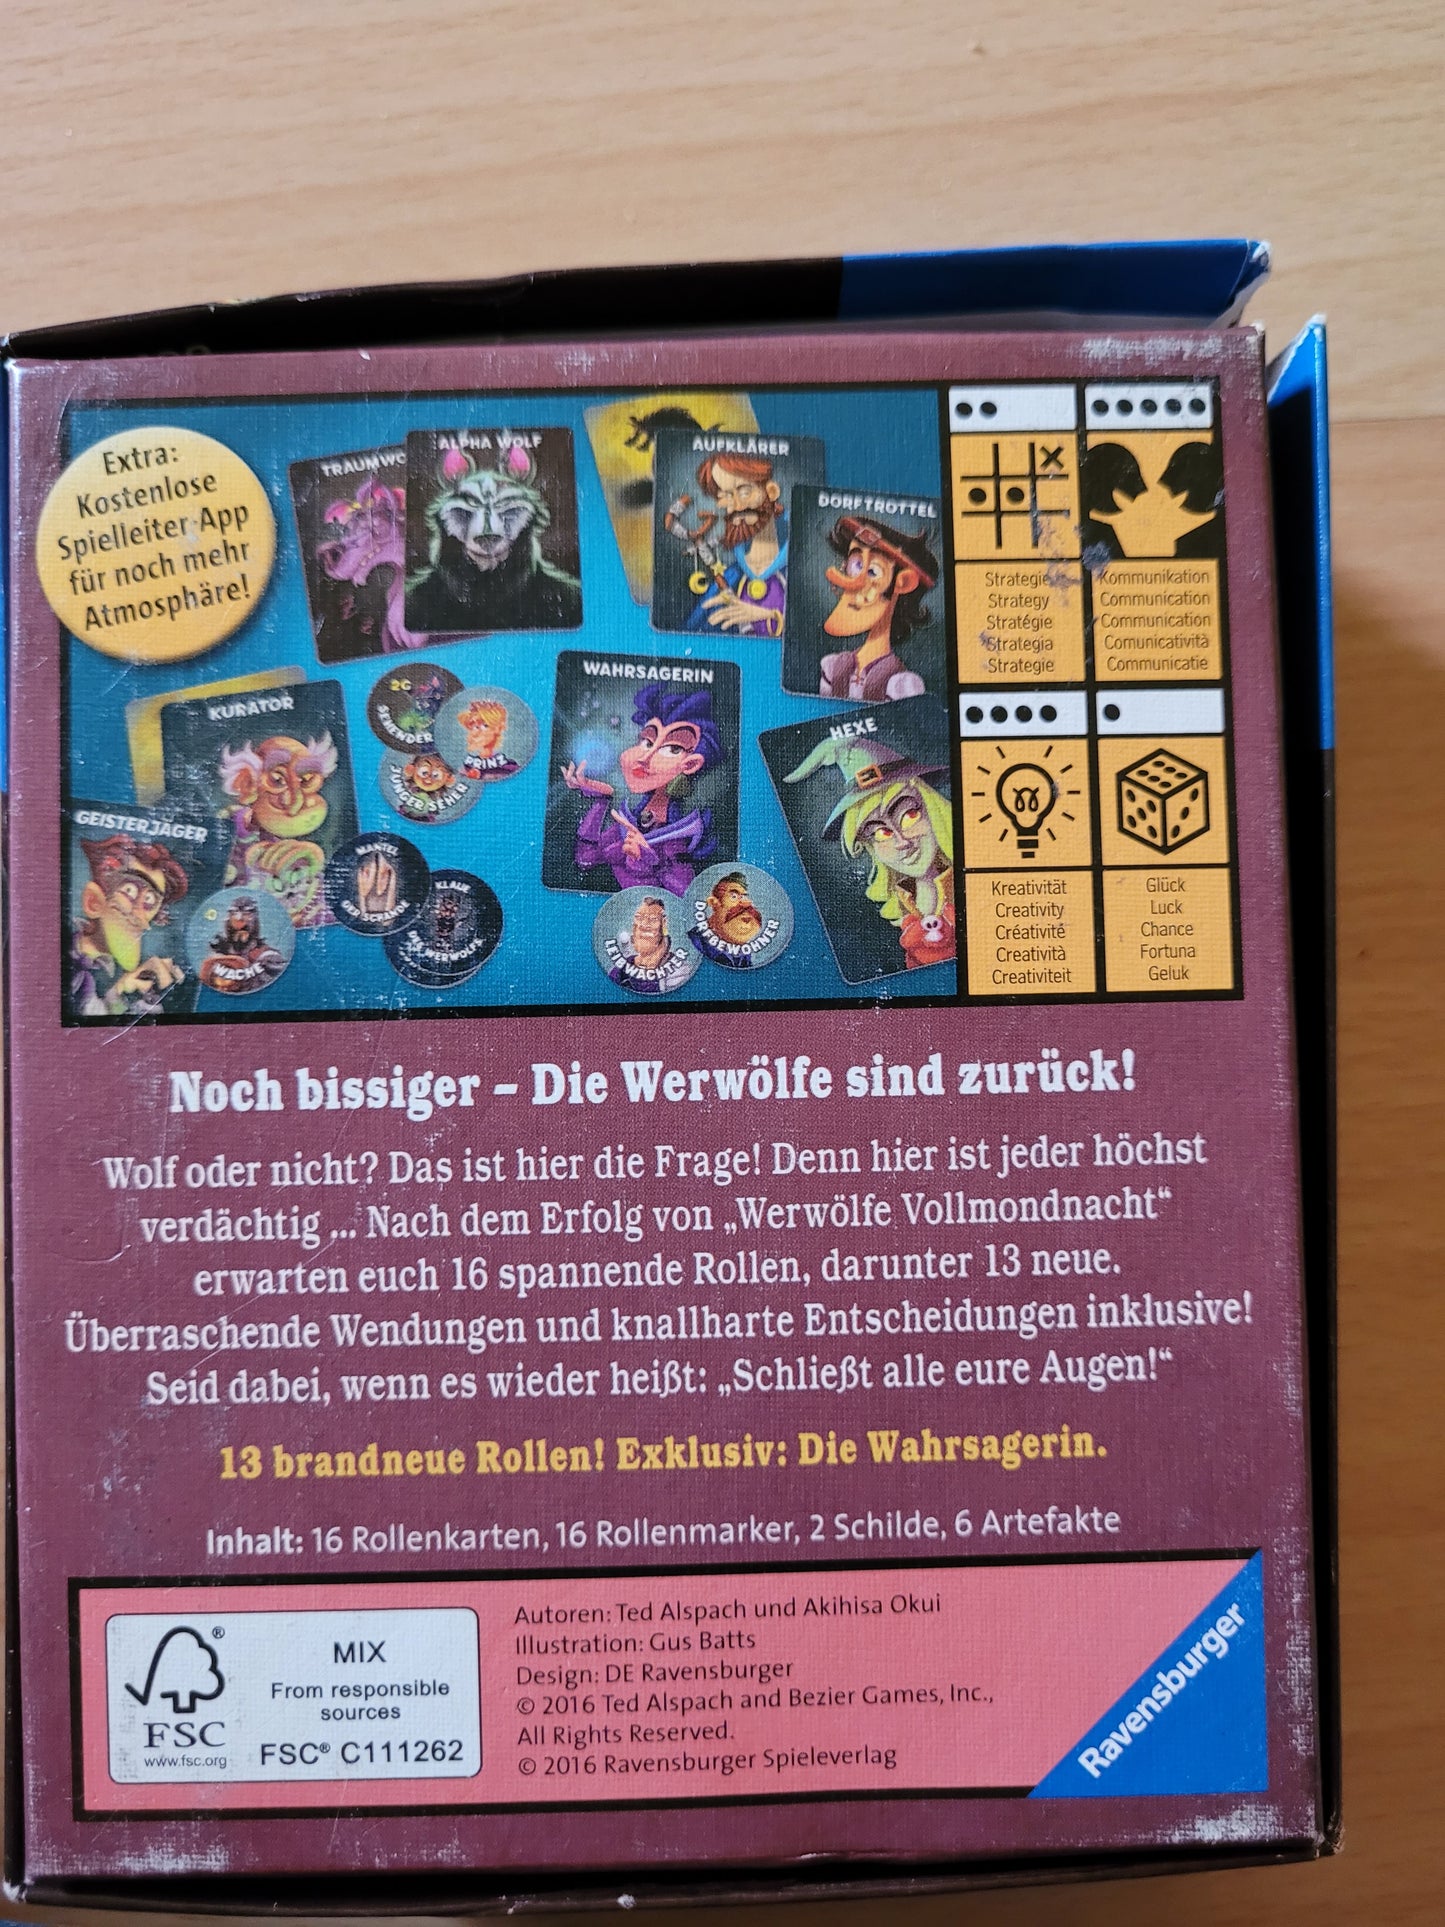 Extra:
Kostenlose
Spielleiter-App
für noch mehr
Atmosphäre!
TRAUMWO
ALPHA WOLF
AUFKLÄRER
DORFTROTTEL
KURATOR
WAHRSAGERIN
HEXE
GEISTERJÄGER
PRINZ
JUNGER SEHER
WACHE
MANTEL
DER SCHANDE
KLAUE
LEIBWÄCHTER
DORFBEWOHNER
Strategie
Strategy
Stratégie
Strategia
Strategie
Kommunikation
Communication
Communication
Comunicatività
Communicatie
Kreativität
Creativity
Créativité
Creatività
Creativiteit
Glück
Luck
Chance
Fortuna
Geluk
Noch bissiger – Die Werwölfe sind zurück!
Wolf oder nicht? Das ist hier die Frage! Denn hier ist jeder höchst
verdächtig ... Nach dem Erfolg von „Werwölfe Vollmondnacht“
erwarten euch 16 spannende Rollen, darunter 13 neue.
Überraschende Wendungen und knallharte Entscheidungen inklusive!
Seid dabei, wenn es wieder heißt: „Schließt alle eure Augen!“
13 brandneue Rollen! Exklusiv: Die Wahrsagerin.
Inhalt: 16 Rollenkarten, 16 Rollenmarker, 2 Schilde, 6 Artefakte
FSC
www.fsc.org
MIX
From responsible
sources
FSC® C111262
Autoren: Ted Alspach und Akihisa Okui
Illustration: Gus Batts
Design: DE Ravensburger
© 2016 Ted Alspach and Bezier Games, Inc.,
All Rights Reserved.
© 2016 Ravensburger Spieleverlag
Ravensburger